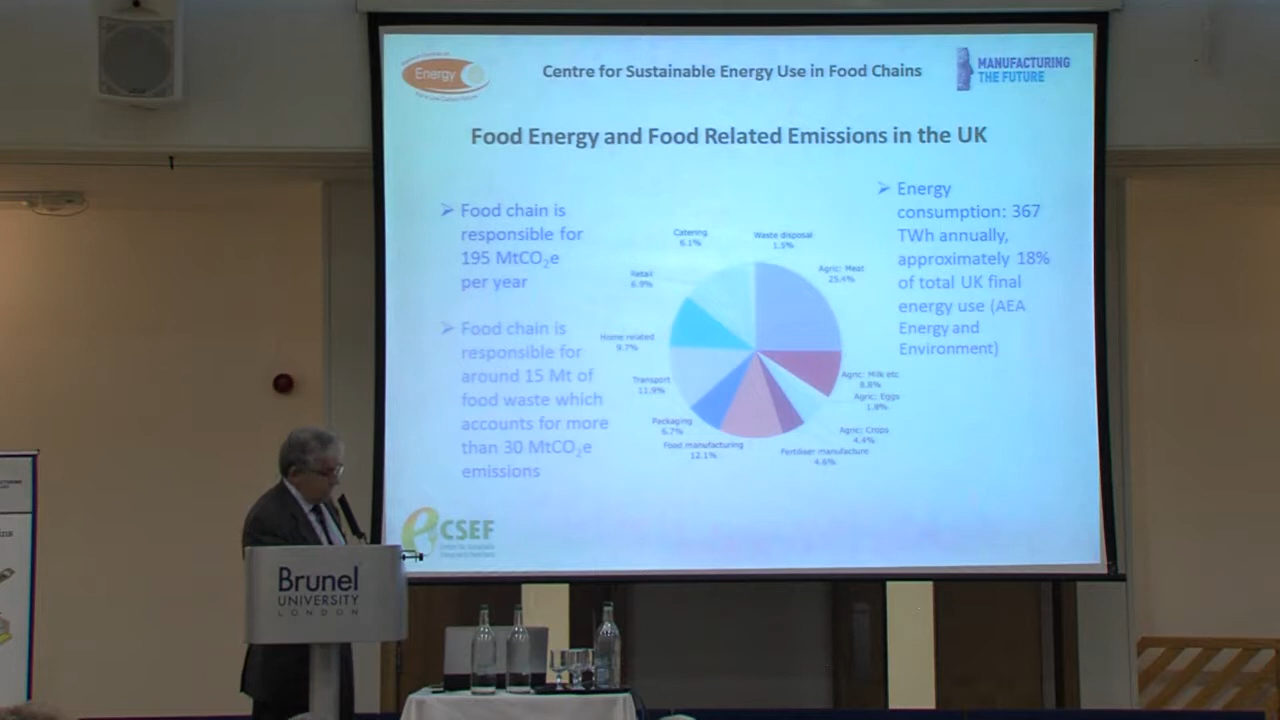 Energy
Centre for Sustainable Energy Use in Food Chains
MANUFACTURING
THE FUTURE
Food Energy and Food Related Emissions in the UK
Food chain is
responsible for
195 MtCO₂e
per year
Food chain is
responsible for
around 15 Mt of
food waste which
accounts for more
than 30 MtCO₂e
emissions
Catering
6.1%
Waste disposal
1.5%
Retail
6.9%
Agric: Meat
25.4%
Home related
9.7%
Transport
11.9%
Agric: Milk etc
8.8%
Agric: Eggs
1.8%
Packaging
6.7%
Agric: Crops
4.4%
Food manufacturing
12.1%
Fertiliser manufacture
4.6%
Energy
consumption: 367
TWh annually,
approximately 18%
of total UK final
energy use (AEA
Energy and
Environment)
CSEF
Brunel
UNIVERSITY
LONDON